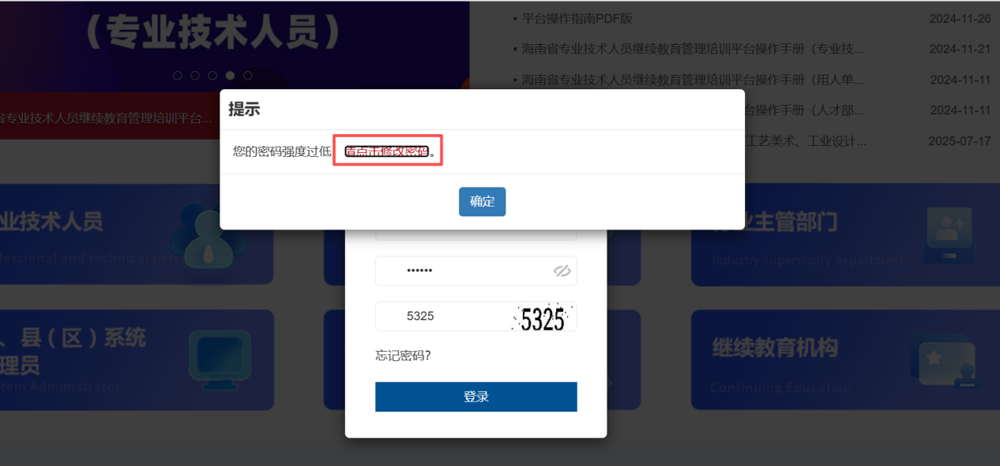 （专业技术人员）
• 平台操作指南PDF版 2024-11-26
• 海南省专业技术人员继续教育管理培训平台操作手册（专业技... 2024-11-21
• 海南省专业技术人员继续教育管理培训平台操作手册（用人单... 2024-11-11
台操作手册（人才部... 2024-11-11
工艺美术、工业设计... 2025-07-17
省专业技术人员继续教育管理培训平台...
提示
您的密码强度过低 请点击修改密码。
确定
业技术人员
fessional and technical pers
业主管部门
Industry supervisory department
••••••
5325
5325
忘记密码?
登录
、县（区）系统
理员
tem Administrator
继续教育机构
Continuing Education